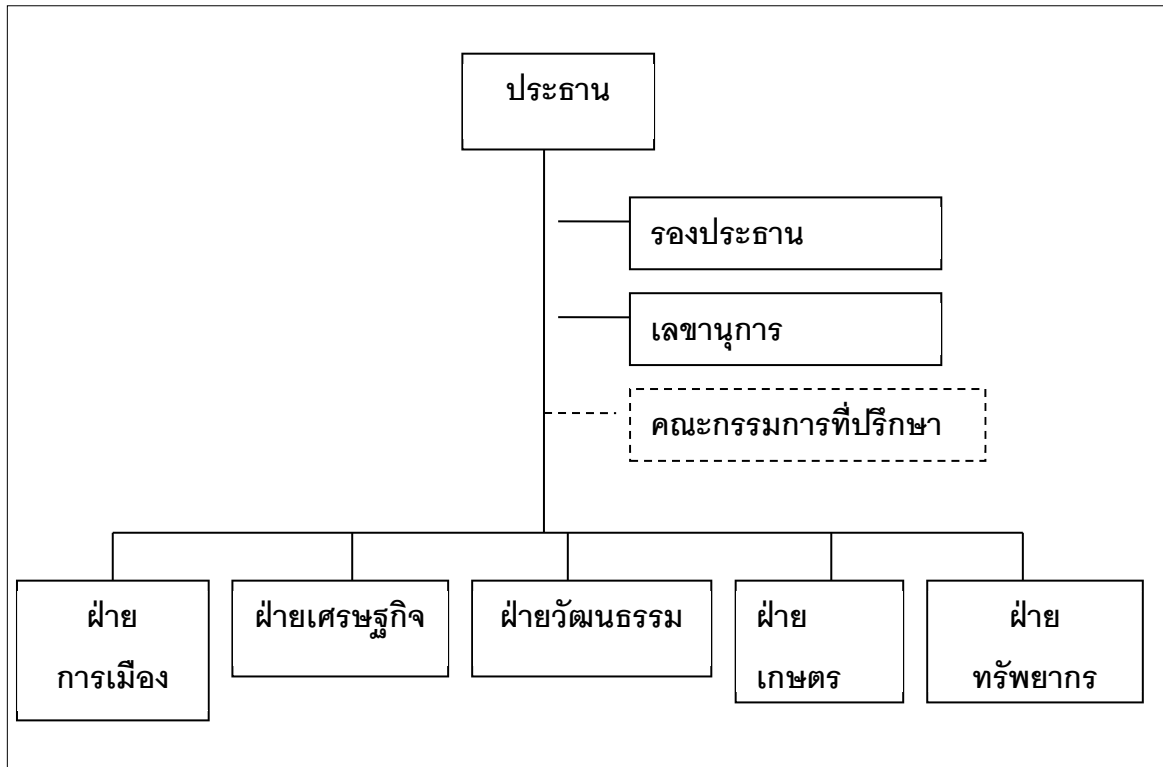 ประธาน
รองประธาน
เลขานุการ
คณะกรรมการที่ปรึกษา
ฝ่าย
การเมือง
ฝ่ายเศรษฐกิจ
ฝ่ายวัฒนธรรม
ฝ่าย
เกษตร
ฝ่าย
ทรัพยากร